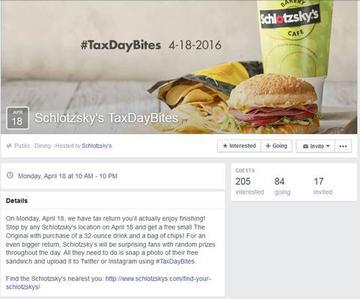 #TaxDayBites 4-18-2016
BAKERY
Schlotzsky's
CAFE
APR
18
Schlotzsky's TaxDayBites
Public · Dining · Hosted by Schlotzsky's
★ Interested
+ Going
Invite
Monday, April 18 at 10 AM - 10 PM
Details
On Monday, April 18, we have tax return you'll actually enjoy finishing!
Stop by any Schlotzsky's location on April 18 and get a free small The
Original with purchase of a 32-ounce drink and a bag of chips! For an
even bigger return, Schlotzsky's will be surprising fans with random prizes
throughout the day. All they need to do is snap a photo of their free
sandwich and upload it to Twitter or Instagram using #TaxDayBites.
Find the Schlotzsky's nearest you: http://www.schlotzskys.com/find-your-
schlotzskys/
GUESTS
205 84 17
interested going invited